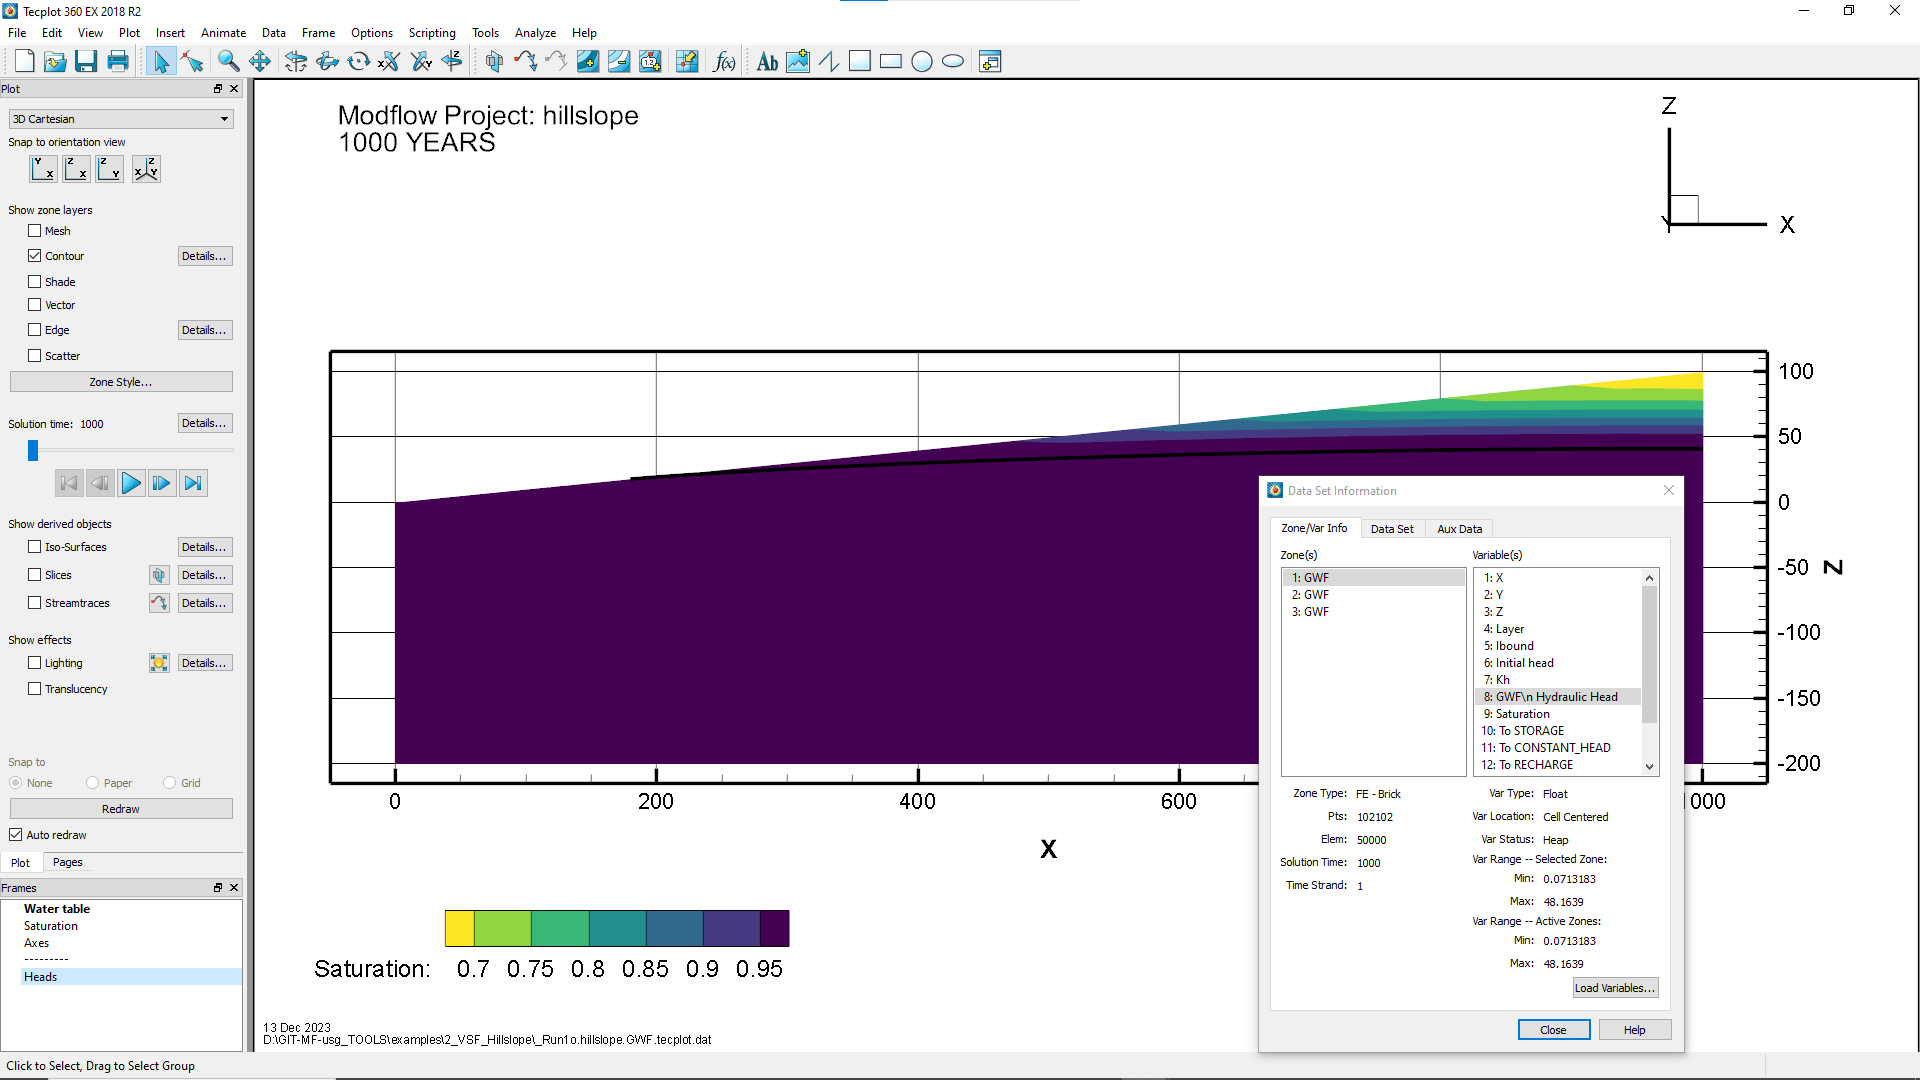 Tecplot 360 EX 2018 R2
File Edit View Plot Insert Animate Data Frame Options Scripting Tools Analyze Help
Plot
3D Cartesian
Snap to orientation view
Y X
Z X
Z Y
Z X Y
Show zone layers
Mesh
Contour Details...
Shade
Vector
Edge Details...
Scatter
Zone Style...
Solution time: 1000 Details...
Show derived objects
Iso-Surfaces Details...
Slices Details...
Streamtraces Details...
Show effects
Lighting Details...
Translucency
Snap to
None Paper Grid
Redraw
Auto redraw
Plot Pages
Frames
Water table
Saturation
Axes
---------
Heads
Click to Select, Drag to Select Group
Modflow Project: hillslope
1000 YEARS
Z
Y X
100
50
0
-50 Z
-100
-150
-200
0 200 400 600 000
X
Saturation: 0.7 0.75 0.8 0.85 0.9 0.95
13 Dec 2023
D:\GIT-MF-usg_TOOLS\examples\2_VSF_Hillslope\_Run1o.hillslope.GWF.tecplot.dat
Data Set Information
Zone/Var Info Data Set Aux Data
Zone(s)
1: GWF
2: GWF
3: GWF
Variable(s)
1: X
2: Y
3: Z
4: Layer
5: Ibound
6: Initial head
7: Kh
8: GWF\n Hydraulic Head
9: Saturation
10: To STORAGE
11: To CONSTANT_HEAD
12: To RECHARGE
Zone Type: FE - Brick
Pts: 102102
Elem: 50000
Solution Time: 1000
Time Strand: 1
Var Type: Float
Var Location: Cell Centered
Var Status: Heap
Var Range -- Selected Zone:
Min: 0.0713183
Max: 48.1639
Var Range -- Active Zones:
Min: 0.0713183
Max: 48.1639
Load Variables...
Close Help